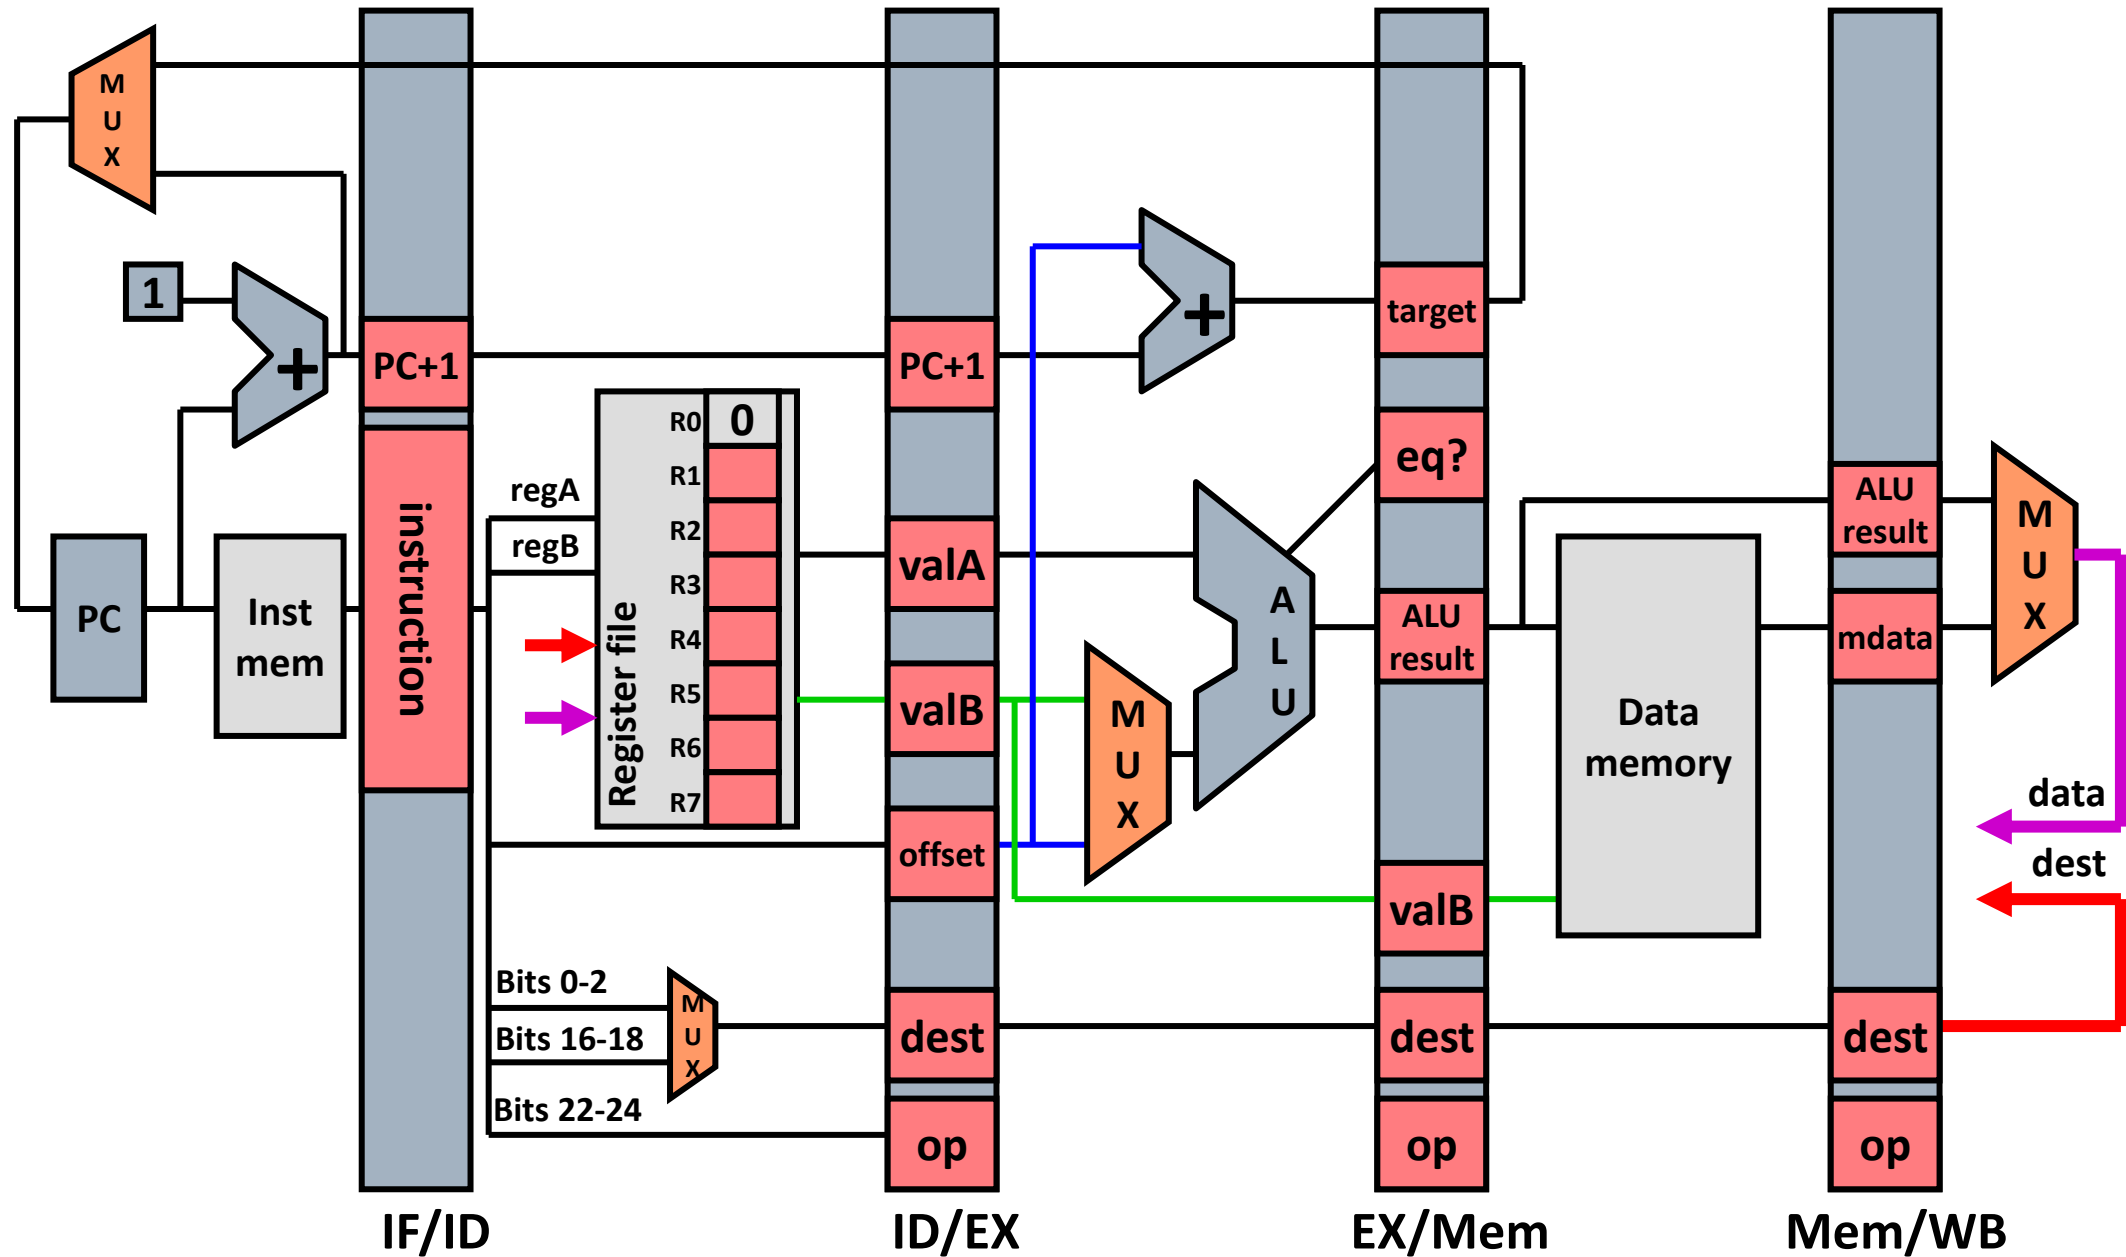 M
U
X
1
+
PC
Inst
mem
PC+1
instruction
IF/ID
regA
regB
Register file
R0
0
R1
R2
R3
R4
R5
R6
R7
Bits 0-2
Bits 16-18
Bits 22-24
M
U
X
PC+1
valA
valB
offset
dest
op
ID/EX
+
M
U
X
A
L
U
target
eq?
ALU
result
valB
dest
op
EX/Mem
Data
memory
ALU
result
mdata
dest
op
Mem/WB
M
U
X
data
dest